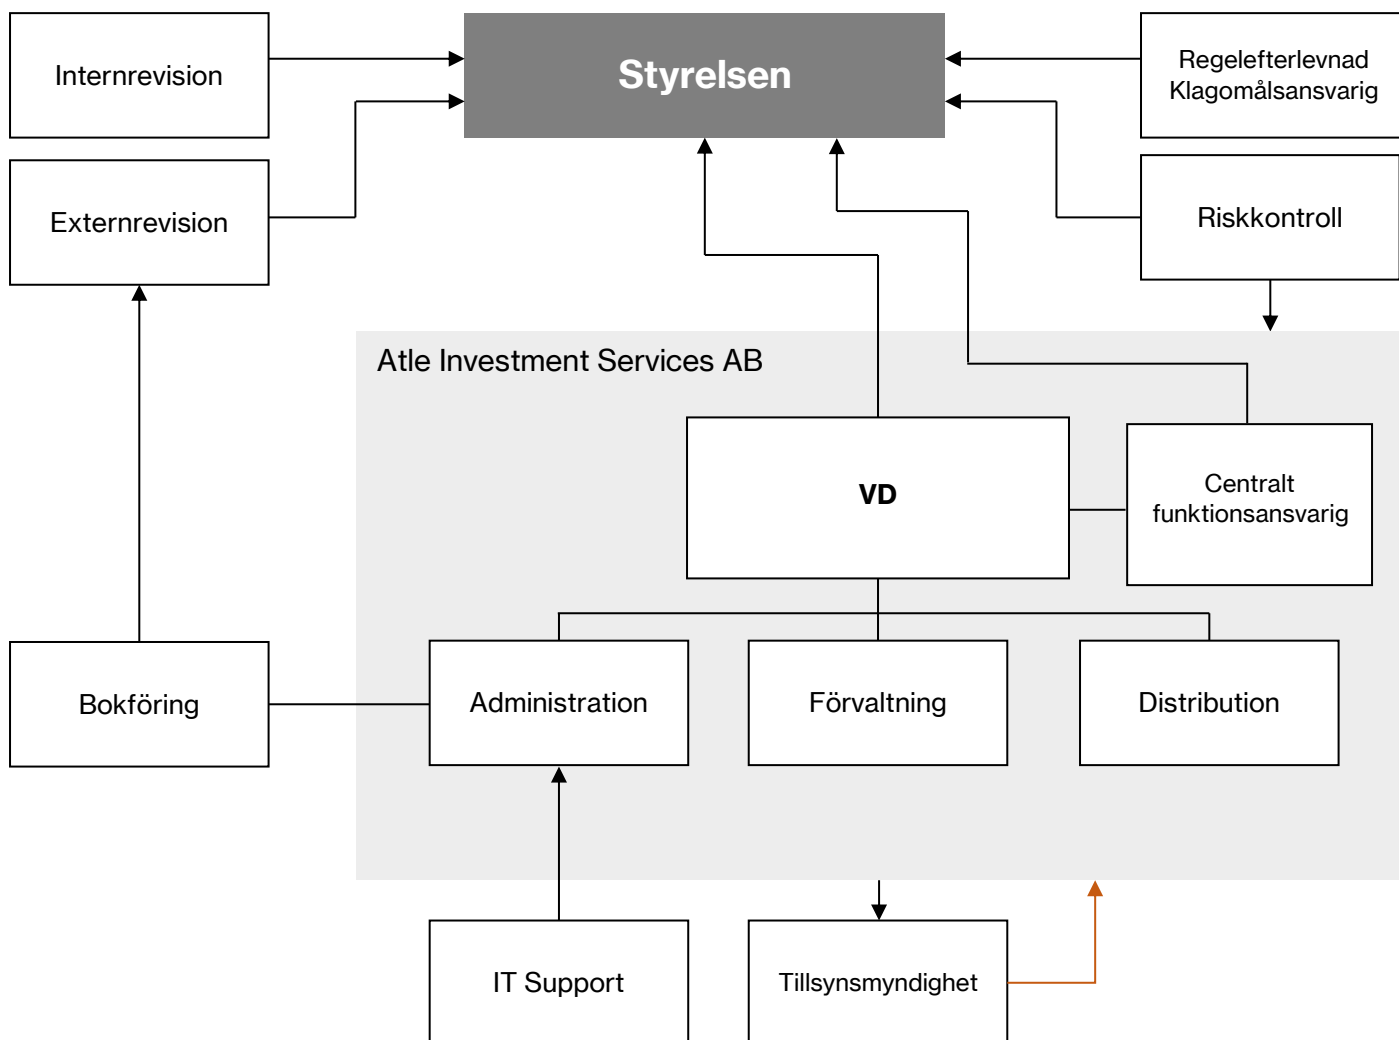 Internrevision
Styrelsen
Regelefterlevnad
Klagomålsansvarig
Externrevision
Riskkontroll
Atle Investment Services AB
VD
Centralt
funktionsansvarig
Bokföring
Administration
Förvaltning
Distribution
IT Support
Tillsynsmyndighet